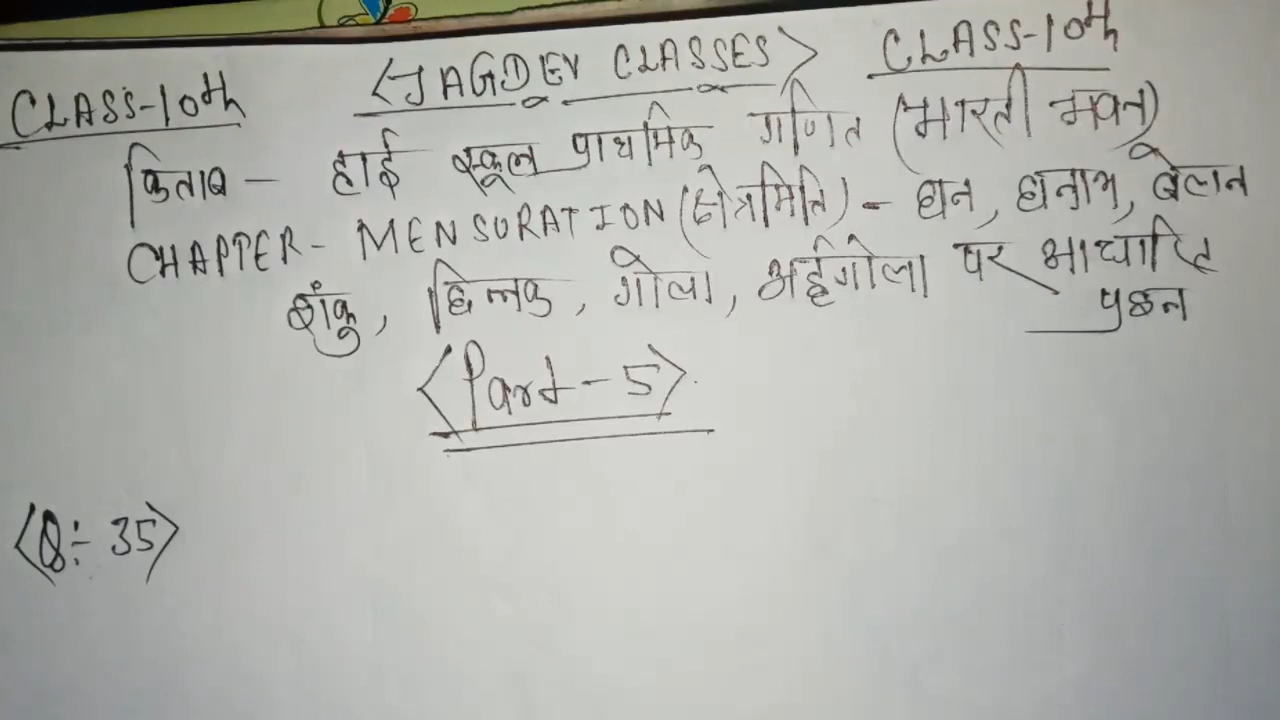 CLASS-10th <JAGDEV CLASSES> CLASS-10th
किताब - हाई स्कूल प्राथमिक गणित (भारती भवन)
CHAPTER - MENSURATION (क्षेत्रमिति) - घन, घनाभ, बेलन
शंकु, छिन्नक, गोला, अर्द्धगोला पर आधारित
प्रश्न
<Part-5>
<Q÷ 35>